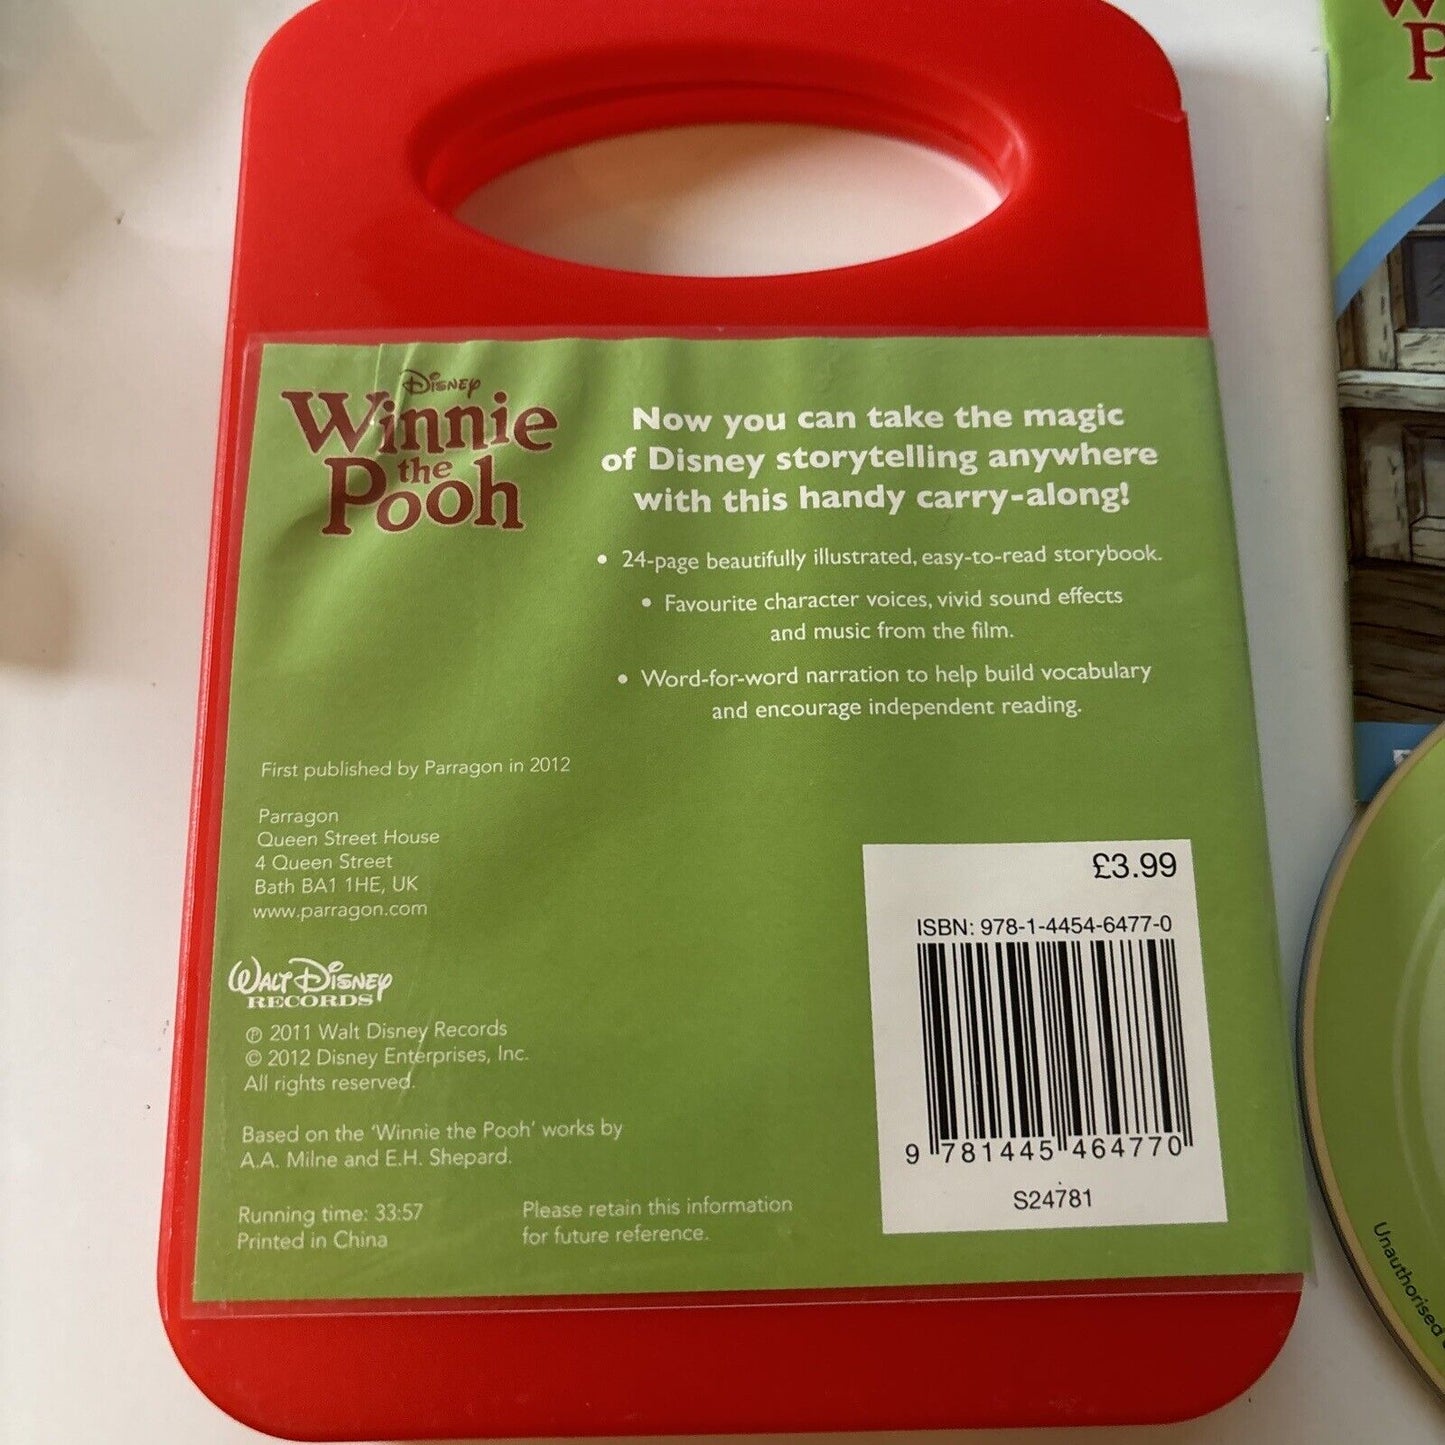 DISNEY
Winnie
the
Pooh
Now you can take the magic
of Disney storytelling anywhere
with this handy carry-along!
• 24-page beautifully illustrated, easy-to-read storybook.
• Favourite character voices, vivid sound effects
and music from the film.
• Word-for-word narration to help build vocabulary
and encourage independent reading.
First published by Parragon in 2012
Parragon
Queen Street House
4 Queen Street
Bath BA1 1HE, UK
www.parragon.com
WALT DISNEY
RECORDS
℗ 2011 Walt Disney Records
© 2012 Disney Enterprises, Inc.
All rights reserved.
Based on the 'Winnie the Pooh' works by
A.A. Milne and E.H. Shepard.
Running time: 33:57
Printed in China
Please retain this information
for future reference.
£3.99
ISBN: 978-1-4454-6477-0
9 781445 464770
S24781
Unauthorised